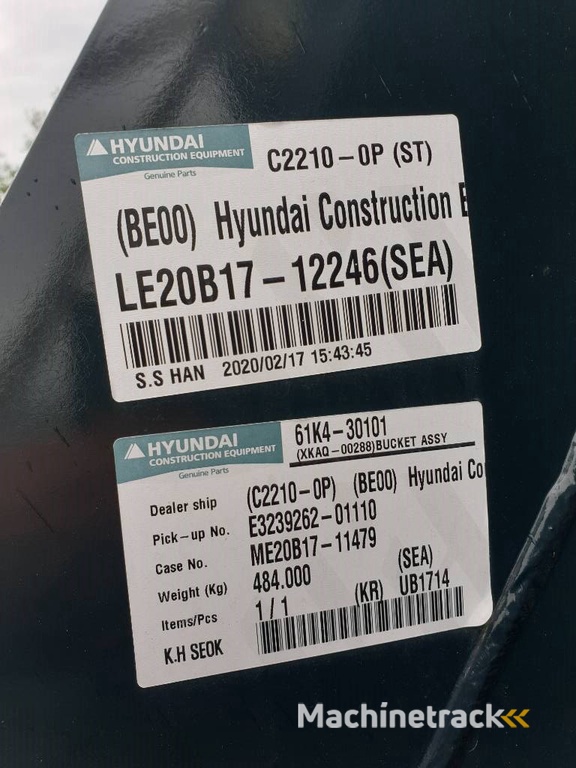 HYUNDAI
CONSTRUCTION EQUIPMENT
Genuine Parts
C2210-0P (ST)
(BE00) Hyundai Construction E
LE20B17-12246(SEA)
S.S HAN 2020/02/17 15:43:45
HYUNDAI
CONSTRUCTION EQUIPMENT
Genuine Parts
61K4-30101
(XKAQ-00288)BUCKET ASSY
Dealer ship (C2210-0P) (BE00) Hyundai Co
Pick-up No. E3239262-01110
Case No. ME20B17-11479
Weight (Kg) 484.000 (SEA)
Items/Pcs 1/1 (KR) UB1714
K.H SEOK
Machinetrack